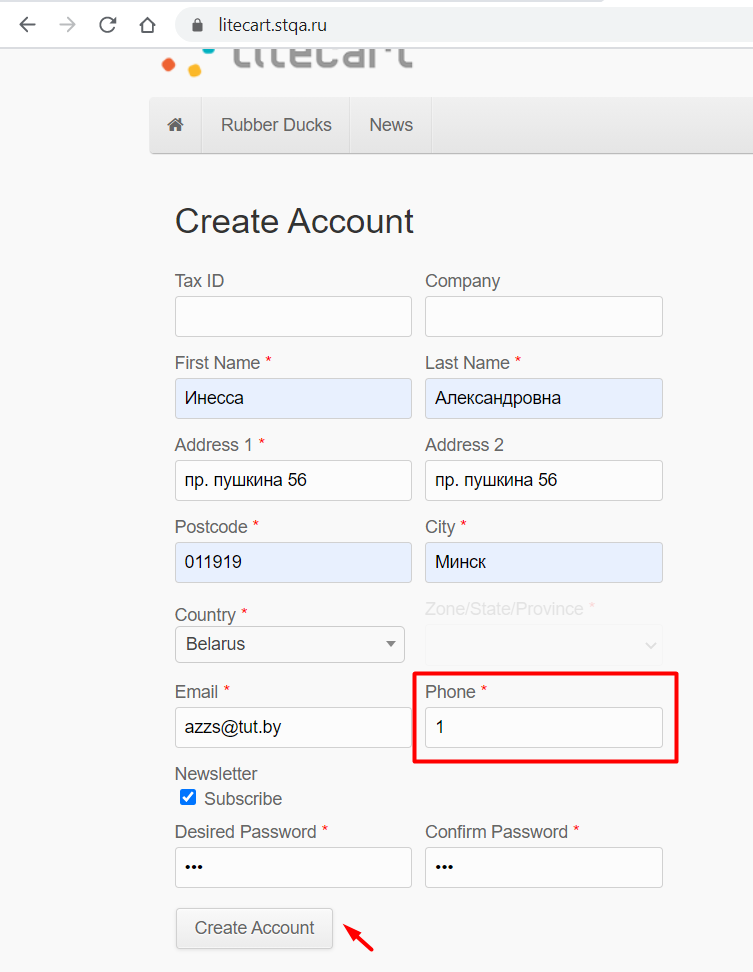 litecart.stqa.ru
litecart
Rubber Ducks News
Create Account
Tax ID Company
First Name * Last Name *
Инесса Александровна
Address 1 * Address 2
пр. пушкина 56 пр. пушкина 56
Postcode * City *
011919 Минск
Country * Zone/State/Province *
Belarus
Email * Phone *
azzs@tut.by 1
Newsletter
Subscribe
Desired Password * Confirm Password *
••• •••
Create Account